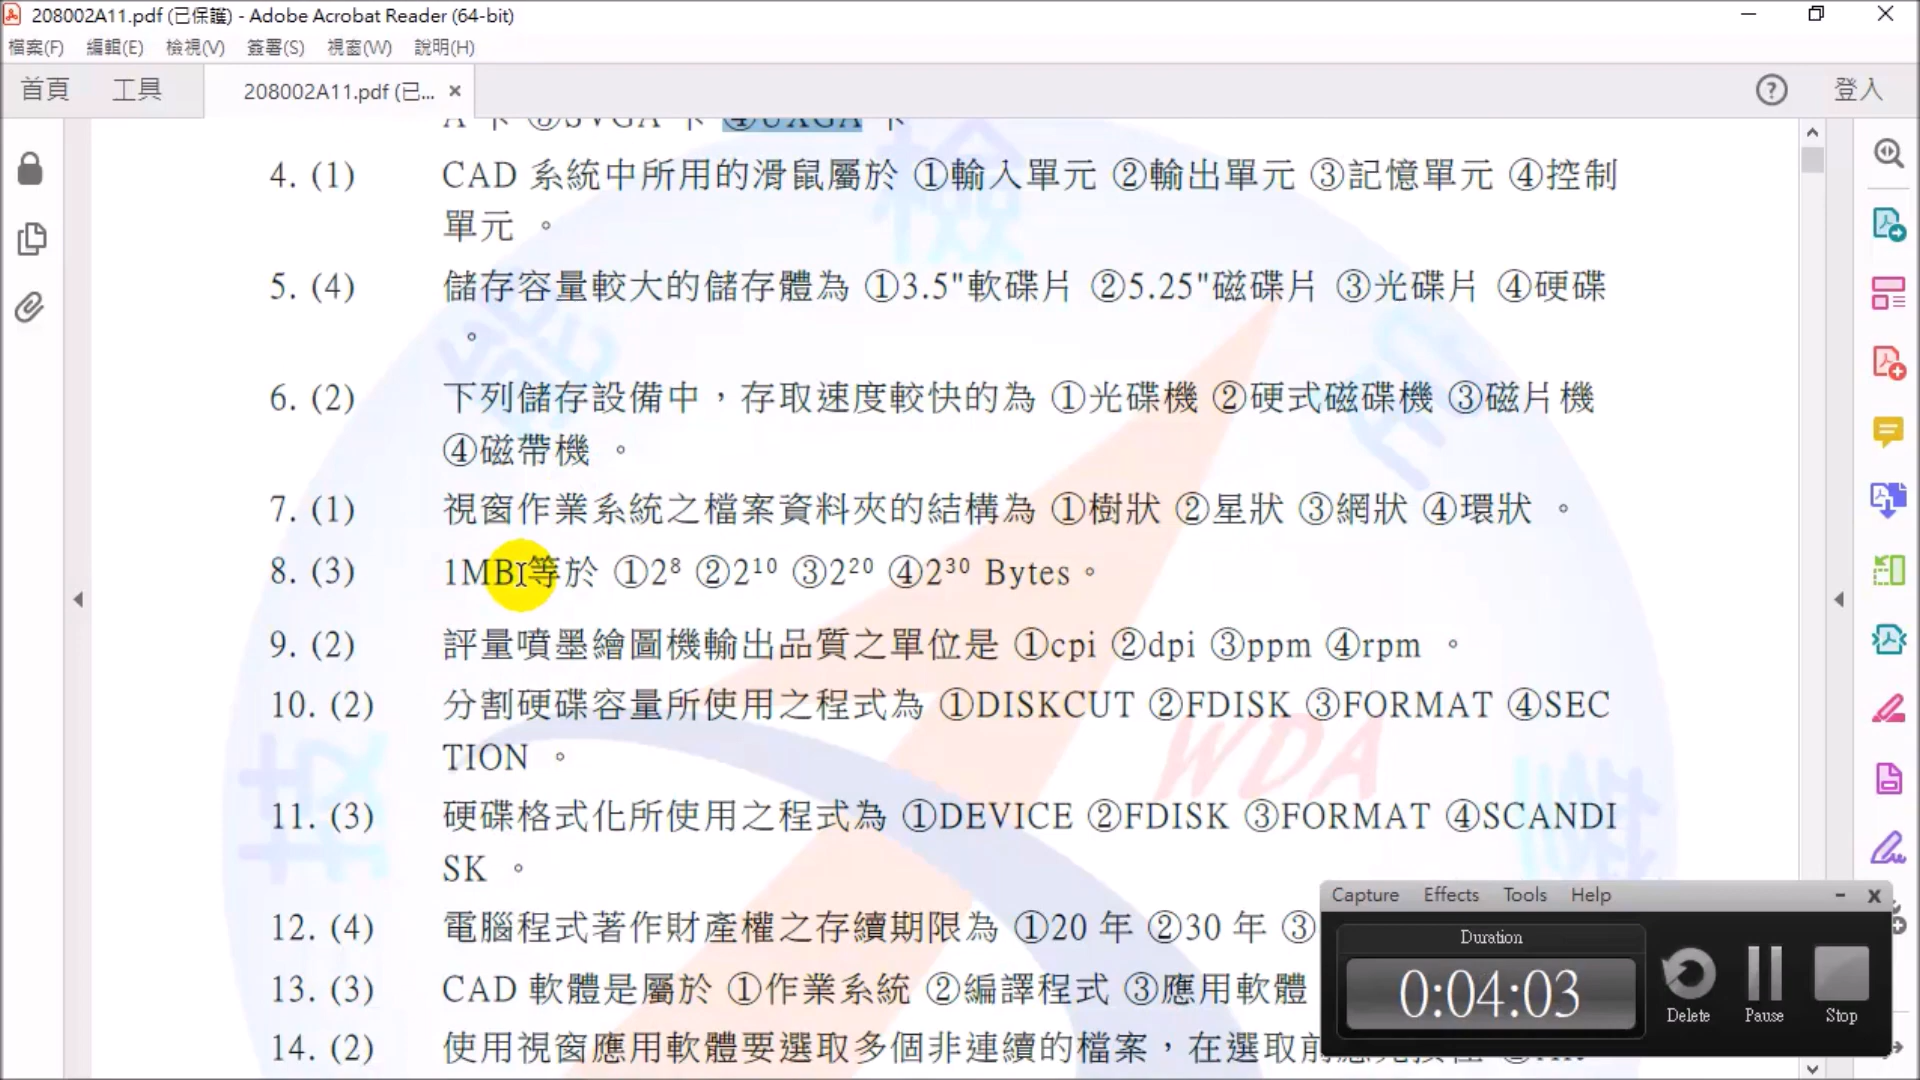 208002A11.pdf (已保護) - Adobe Acrobat Reader (64-bit)
檔案(F) 編輯(E) 檢視(V) 簽署(S) 視窗(W) 說明(H)
首頁 工具 208002A11.pdf (已... × 登入
A 卡 ③SVGA 卡 ④UXGA 卡
4. (1) CAD 系統中所用的滑鼠屬於 ①輸入單元 ②輸出單元 ③記憶單元 ④控制
單元 。
5. (4) 儲存容量較大的儲存體為 ①3.5"軟碟片 ②5.25"磁碟片 ③光碟片 ④硬碟
。
6. (2) 下列儲存設備中，存取速度較快的為 ①光碟機 ②硬式磁碟機 ③磁片機
④磁帶機 。
7. (1) 視窗作業系統之檔案資料夾的結構為 ①樹狀 ②星狀 ③網狀 ④環狀 。
8. (3) 1MB等於 ①2⁸ ②2¹⁰ ③2²⁰ ④2³⁰ Bytes。
9. (2) 評量噴墨繪圖機輸出品質之單位是 ①cpi ②dpi ③ppm ④rpm 。
10. (2) 分割硬碟容量所使用之程式為 ①DISKCUT ②FDISK ③FORMAT ④SEC
TION 。
11. (3) 硬碟格式化所使用之程式為 ①DEVICE ②FDISK ③FORMAT ④SCANDI
SK 。
12. (4) 電腦程式著作財產權之存續期限為 ①20 年 ②30 年 ③
13. (3) CAD 軟體是屬於 ①作業系統 ②編譯程式 ③應用軟體
14. (2) 使用視窗應用軟體要選取多個非連續的檔案，在選取前
WDA
Capture Effects Tools Help
Duration
0:04:03
Delete Pause Stop